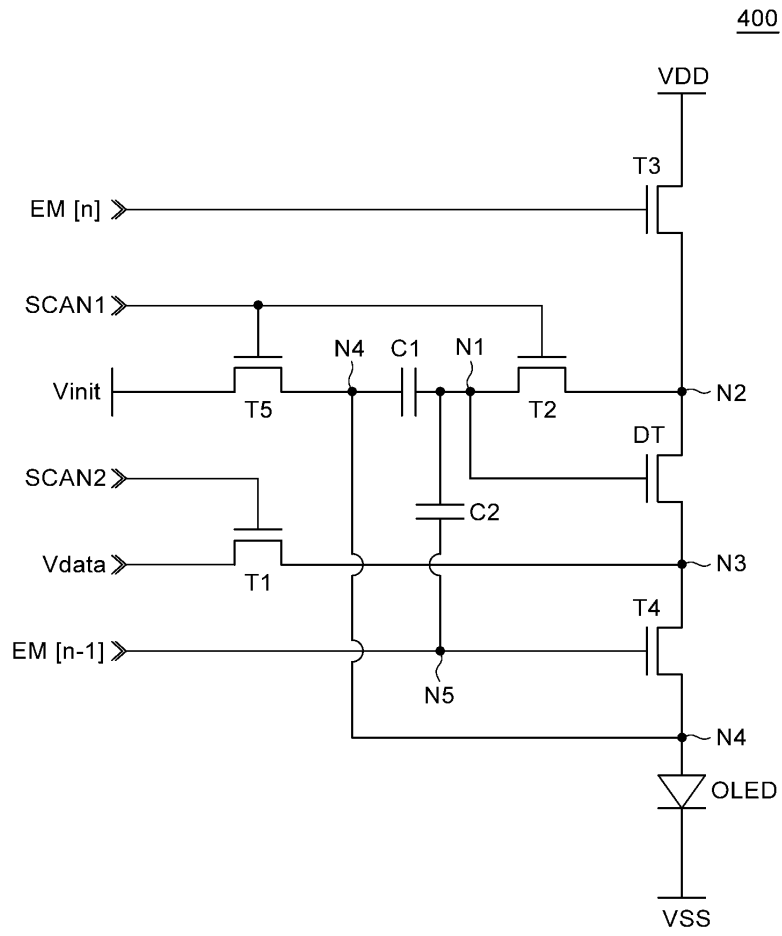 400
VDD
T3
EM [n]
SCAN1
N4
C1
N1
Vinit
T5
T2
N2
DT
SCAN2
C2
Vdata
T1
N3
T4
EM [n-1]
N5
N4
OLED
VSS